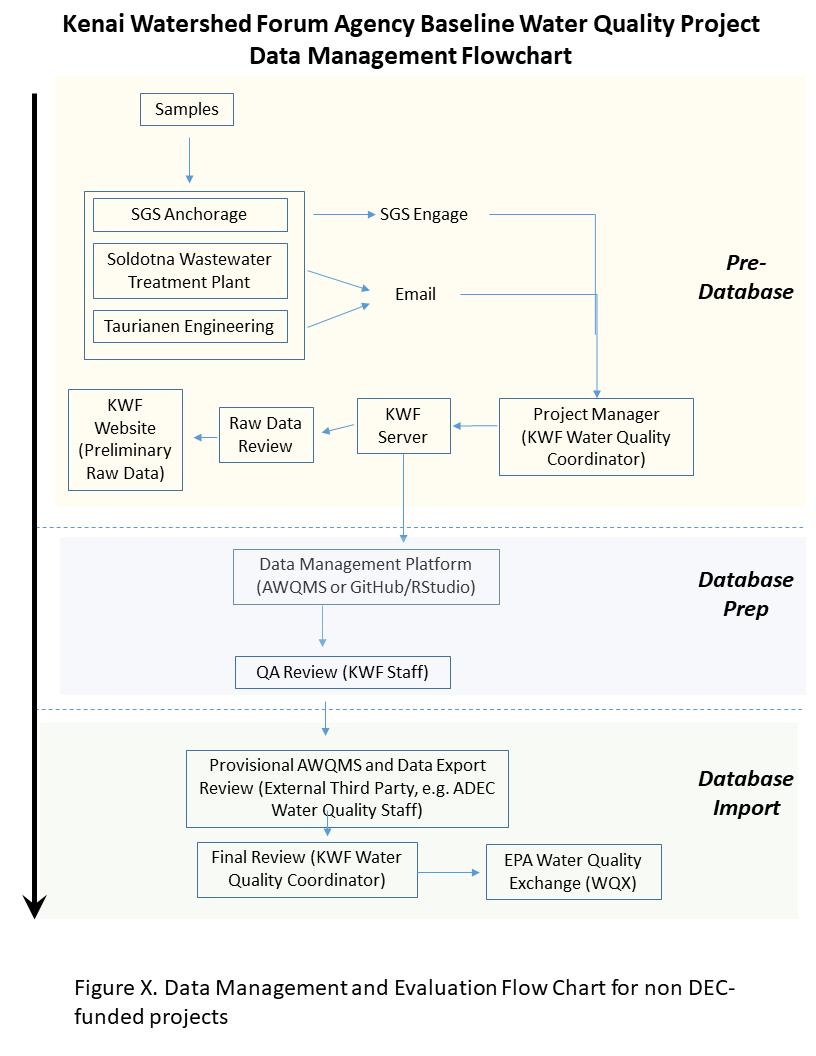 Kenai Watershed Forum Agency Baseline Water Quality Project
Data Management Flowchart
Samples
SGS Anchorage
SGS Engage
Soldotna Wastewater
Treatment Plant
Email
Taurianen Engineering
Pre-
Database
KWF
Website
(Preliminary
Raw Data)
Raw Data
Review
KWF
Server
Project Manager
(KWF Water Quality
Coordinator)
Data Management Platform
(AWQMS or GitHub/RStudio)
Database
Prep
QA Review (KWF Staff)
Provisional AWQMS and Data Export
Review (External Third Party, e.g. ADEC
Water Quality Staff)
Database
Import
Final Review (KWF Water
Quality Coordinator)
EPA Water Quality
Exchange (WQX)
Figure X. Data Management and Evaluation Flow Chart for non DEC-
funded projects